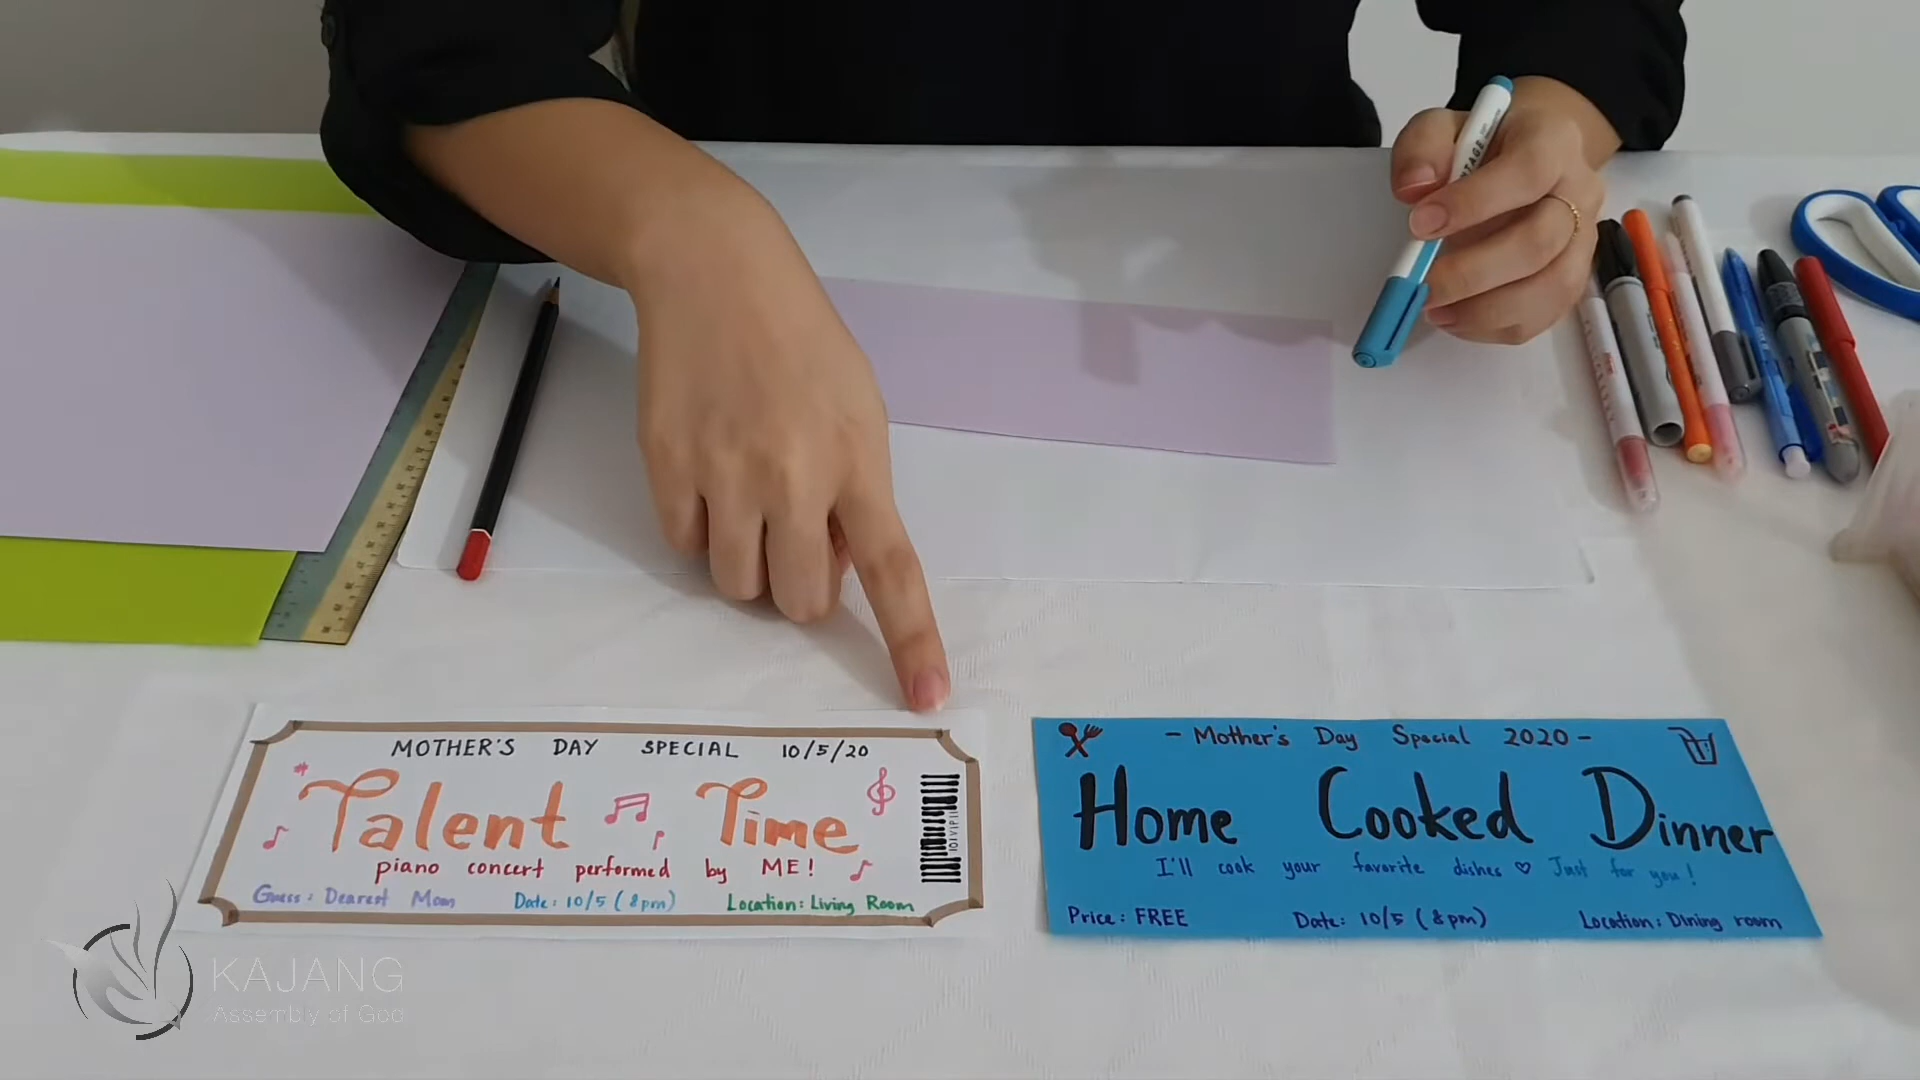 MOTHER'S DAY SPECIAL 10/5/20
Talent Time
piano concert performed by ME!
Guess: Dearest Mom Date: 10/5 (8pm) Location: Living Room
- Mother's Day Special 2020 -
Home Cooked Dinner
I'll cook your favorite dishes ♡ Just for you!
Price: FREE Date: 10/5 (8pm) Location: Dining room
KAJANG
Assembly of God